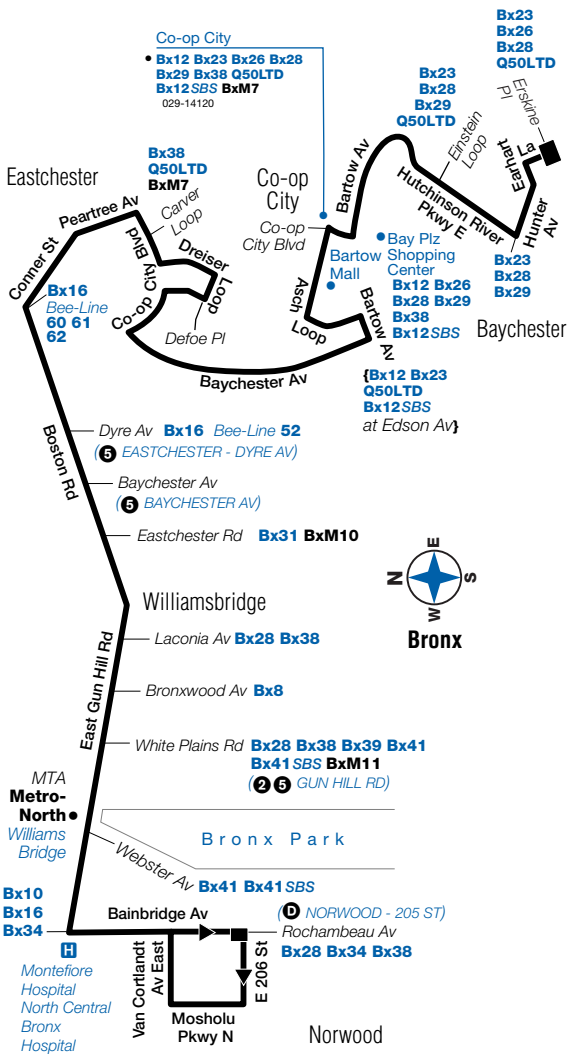 Co-op City
Bx12 Bx23 Bx26 Bx28
Bx29 Bx38 Q50LTD
Bx12SBS BxM7
029-14120
Bx23
Bx26
Bx28
Q50LTD
Erskine
Pl
Bx23
Bx28
Bx29
Q50LTD
Einstein
Loop
Earhart
La
Hunter
Av
Hutchinson River
Pkwy E
Bx23
Bx28
Bx29
Baychester
Bartow Av
Co-op
City
Co-op
City Blvd
Bartow
Mall
Bay Plz
Shopping
Center
Bx12 Bx26
Bx28 Bx29
Bx38
Bx12SBS
Asch
Loop
Bartow Av
{Bx12 Bx23
Q50LTD
Bx12SBS
at Edson Av}
Eastchester
Bx38
Q50LTD
BxM7
Peartree Av
Carver
Loop
Conner St
Co-op City Blvd
Dreiser
Loop
Defoe Pl
Baychester Av
Bx16
Bee-Line
60 61
62
Boston Rd
Dyre Av Bx16 Bee-Line 52
(5 EASTCHESTER - DYRE AV)
Baychester Av
(5 BAYCHESTER AV)
Eastchester Rd Bx31 BxM10
N
E
S
W
Bronx
Williamsbridge
East Gun Hill Rd
Laconia Av Bx28 Bx38
Bronxwood Av Bx8
White Plains Rd Bx28 Bx38 Bx39 Bx41
Bx41 SBS BxM11
(2 5 GUN HILL RD)
MTA
Metro-
North
Williams
Bridge
Bronx Park
Webster Av Bx41 Bx41SBS
Bx10
Bx16
Bx34
H
Montefiore
Hospital
North Central
Bronx
Hospital
Bainbridge Av
(D NORWOOD - 205 ST)
Rochambeau Av
Bx28 Bx34 Bx38
Van Cortlandt
Av East
E 206 St
Mosholu
Pkwy N
Norwood